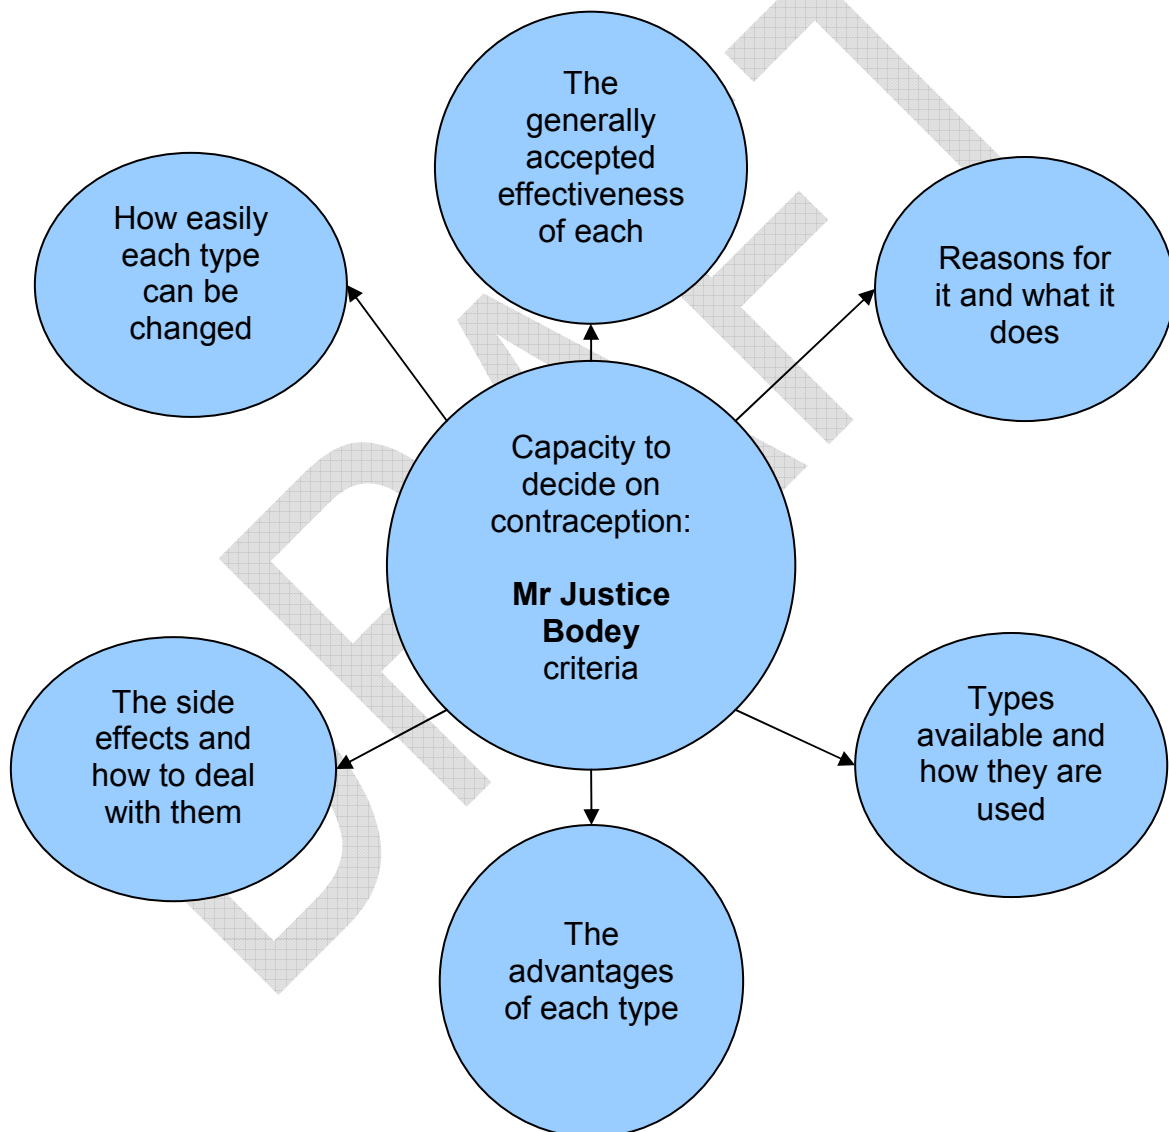 The
generally
accepted
effectiveness
of each
How easily
each type
can be
changed
Reasons for
it and what it
does
Capacity to
decide on
contraception:
Mr Justice
Bodey
criteria
The side
effects and
how to deal
with them
Types
available and
how they are
used
The
advantages
of each type
DRAFT